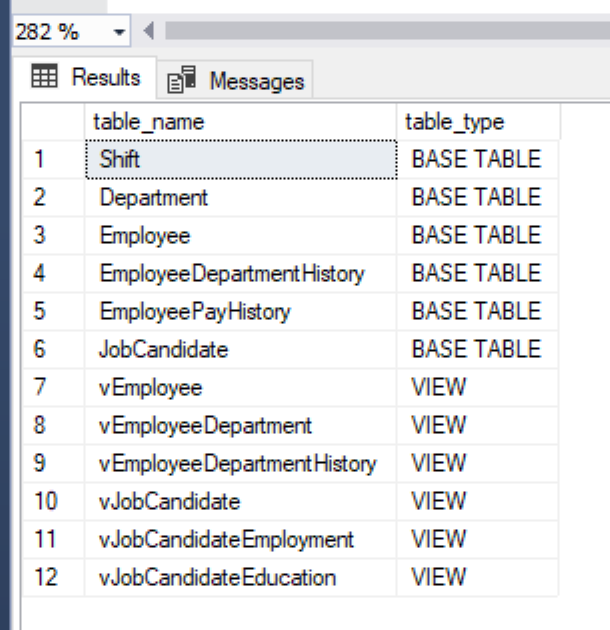 282 %
Results Messages
table_name table_type
1 Shift BASE TABLE
2 Department BASE TABLE
3 Employee BASE TABLE
4 EmployeeDepartmentHistory BASE TABLE
5 EmployeePayHistory BASE TABLE
6 JobCandidate BASE TABLE
7 vEmployee VIEW
8 vEmployeeDepartment VIEW
9 vEmployeeDepartmentHistory VIEW
10 vJobCandidate VIEW
11 vJobCandidateEmployment VIEW
12 vJobCandidateEducation VIEW